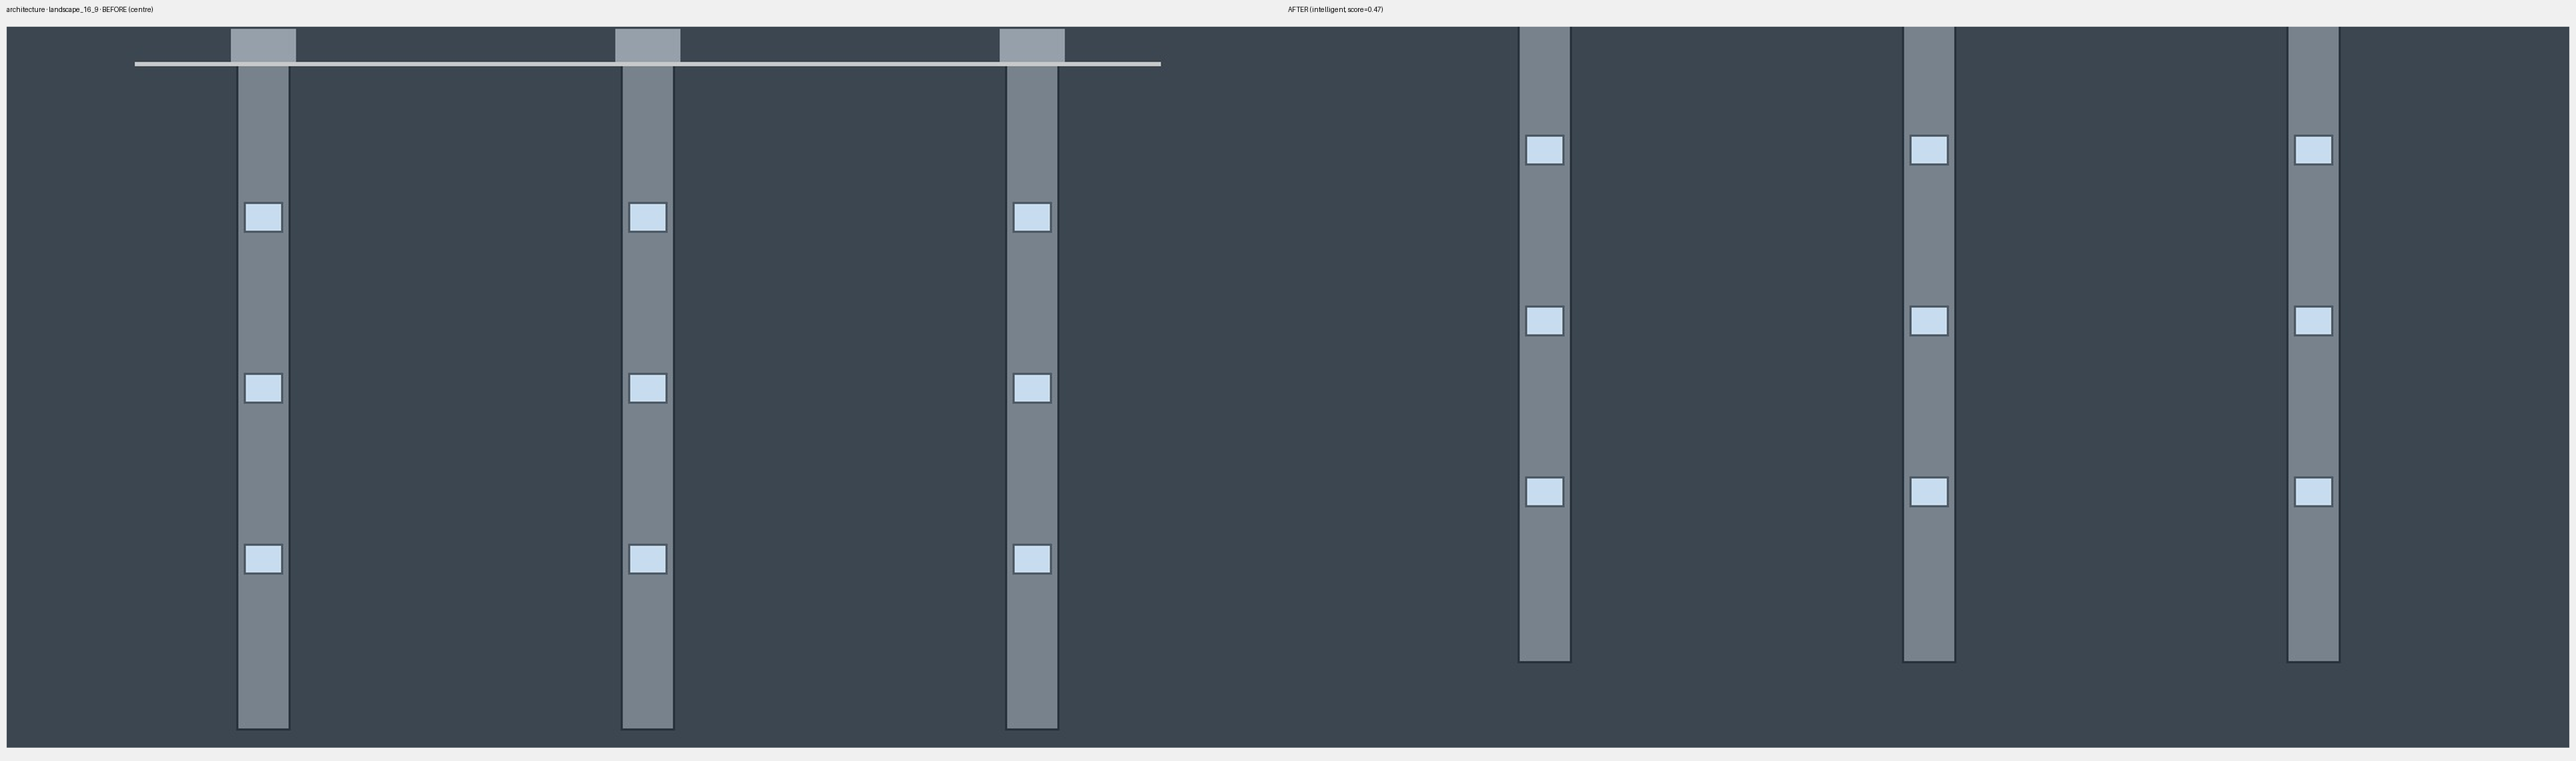 architecture · landscape_16_9 · BEFORE (centre)
AFTER (intelligent, score=0.47)